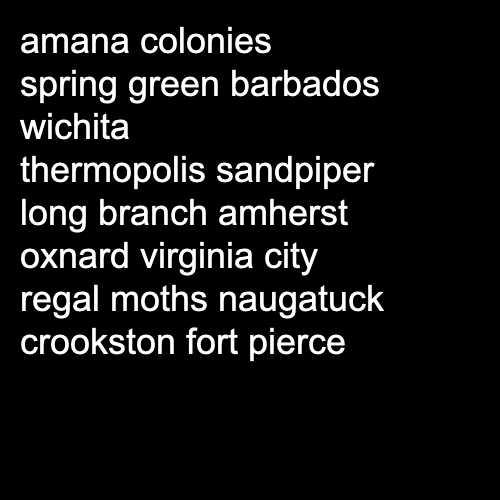 amana colonies
spring green barbados
wichita
thermopolis sandpiper
long branch amherst
oxnard virginia city
regal moths naugatuck
crookston fort pierce